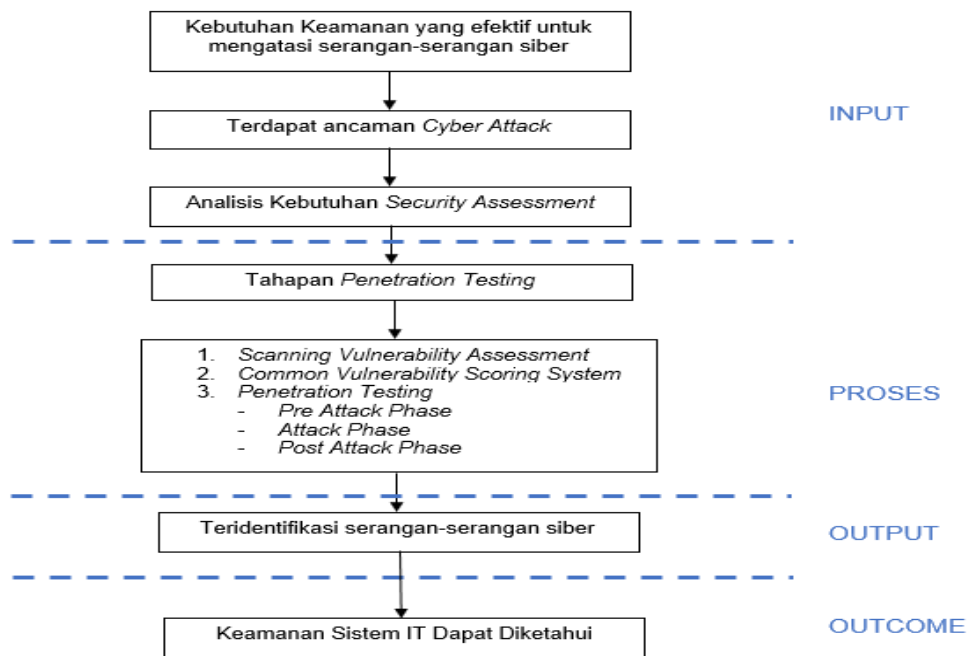 Kebutuhan Keamanan yang efektif untuk
mengatasi serangan-serangan siber
Terdapat ancaman Cyber Attack
INPUT
Analisis Kebutuhan Security Assessment
Tahapan Penetration Testing
1. Scanning Vulnerability Assessment
2. Common Vulnerability Scoring System
3. Penetration Testing
- Pre Attack Phase
- Attack Phase
- Post Attack Phase
PROSES
Teridentifikasi serangan-serangan siber
OUTPUT
Keamanan Sistem IT Dapat Diketahui
OUTCOME